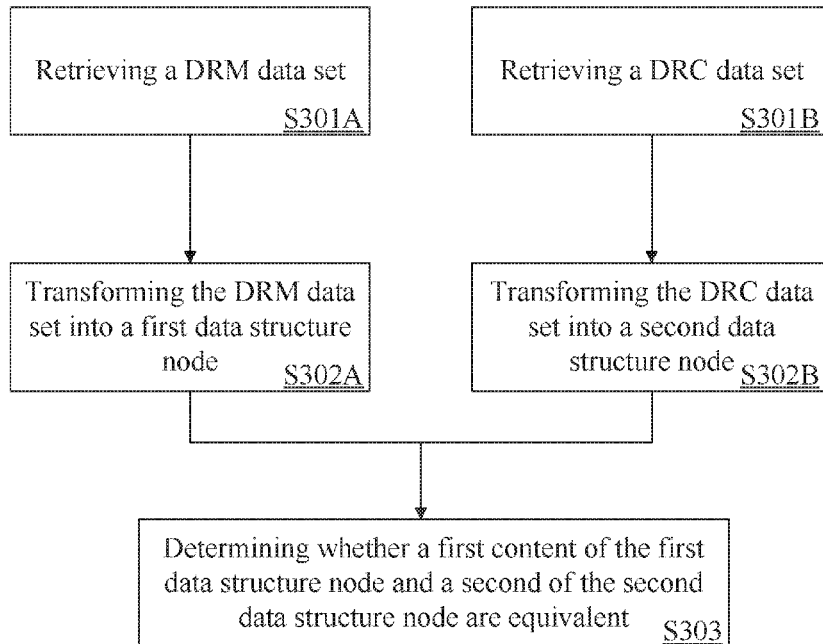 Retrieving a DRM data set
S301A
Retrieving a DRC data set
S301B
Transforming the DRM data
set into a first data structure
node
S302A
Transforming the DRC data
set into a second data
structure node
S302B
Determining whether a first content of the first
data structure node and a second of the second
data structure node are equivalent
S303